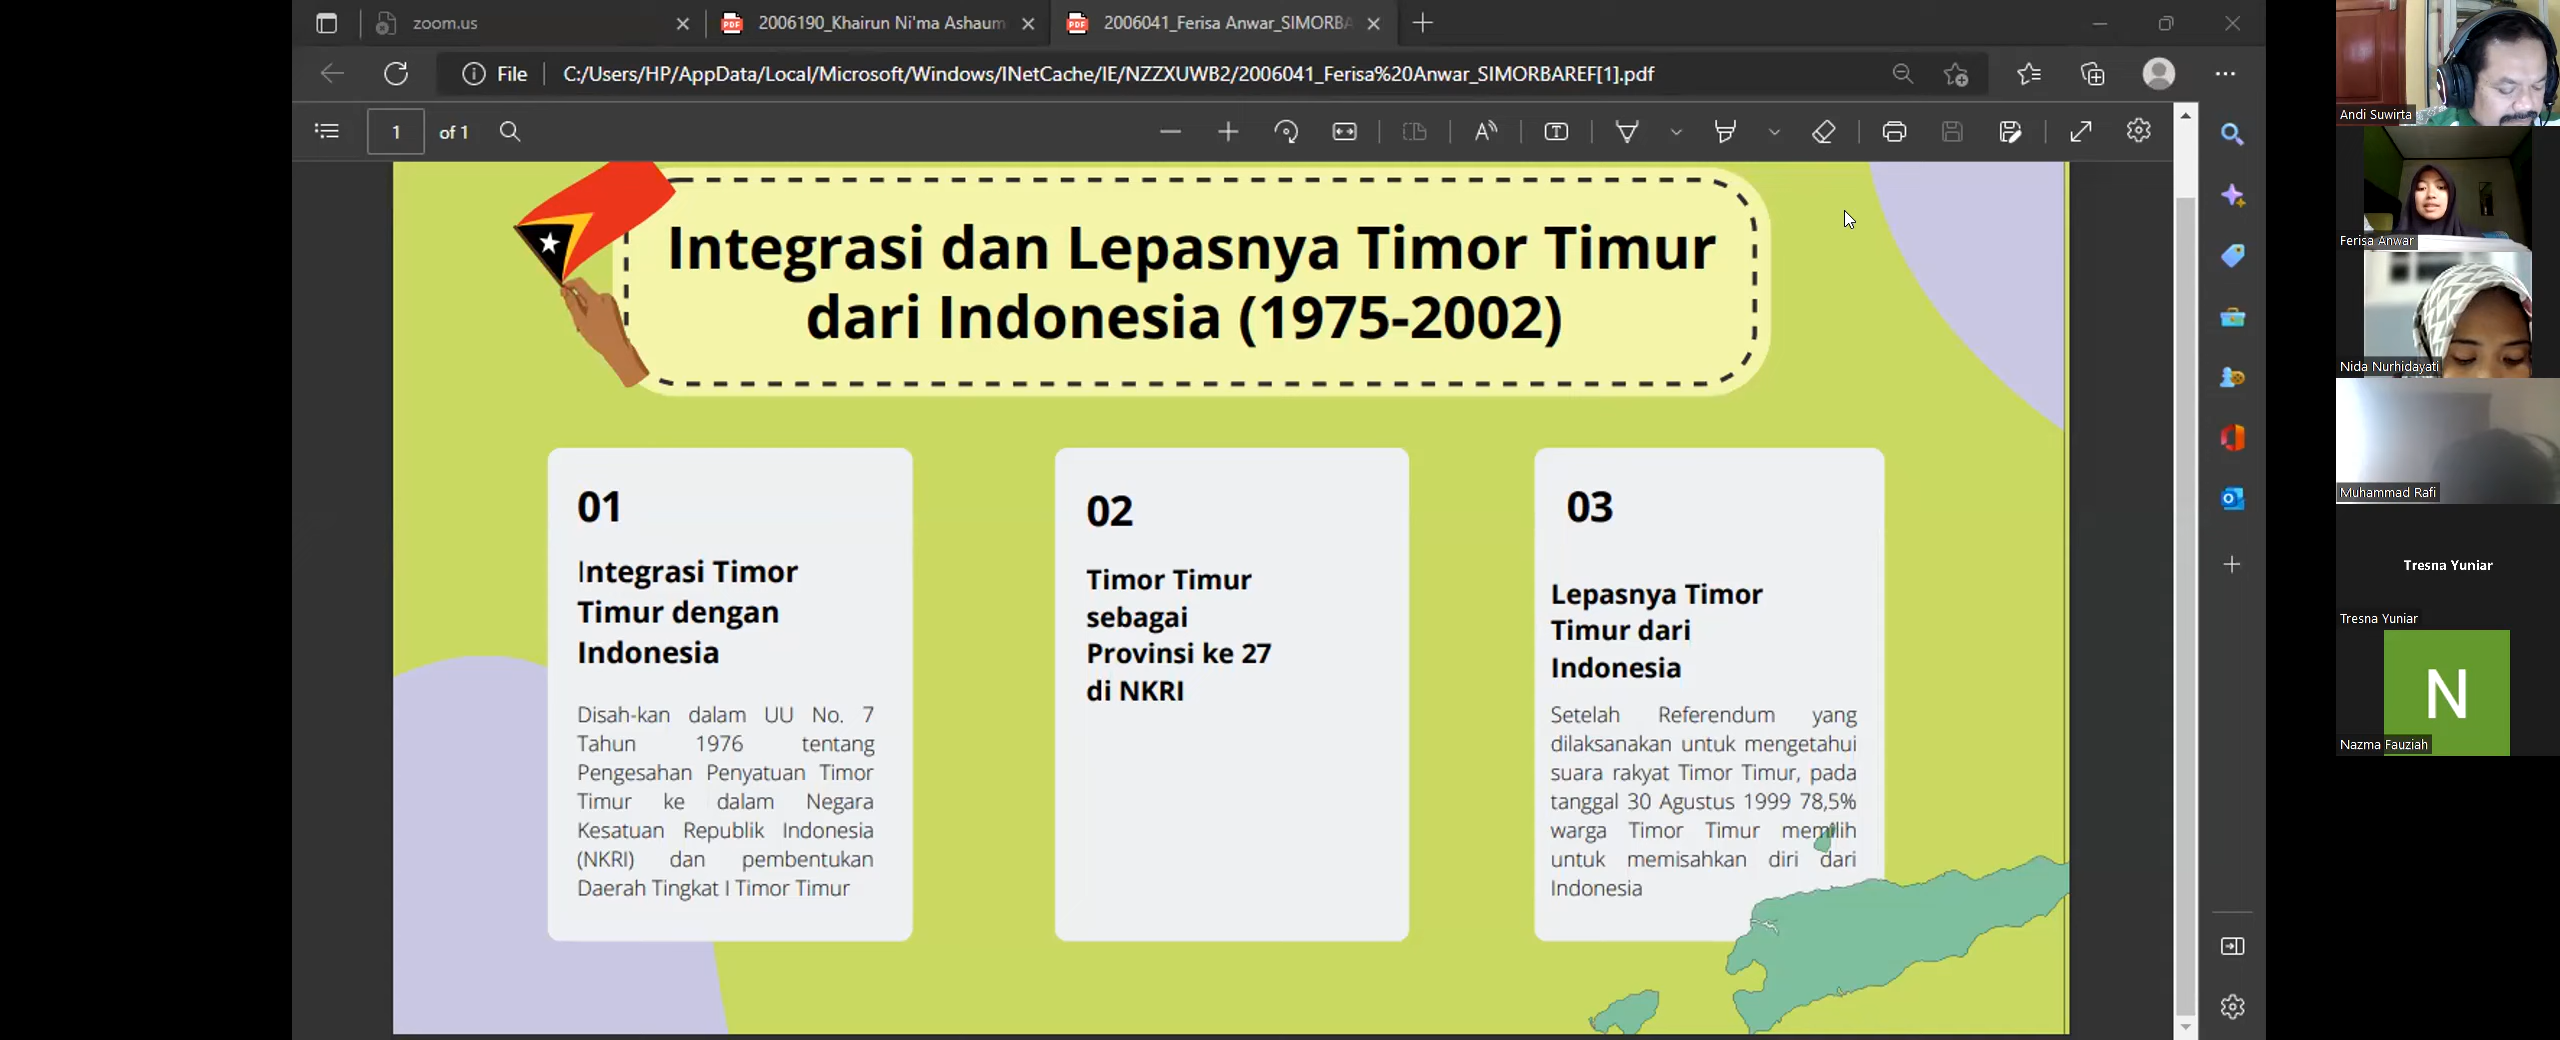 zoom.us
2006190_Khairun Ni'ma Ashaum
2006041_Ferisa Anwar_SIMORBA
File
C:/Users/HP/AppData/Local/Microsoft/Windows/INetCache/IE/NZZXUWB2/2006041_Ferisa%20Anwar_SIMORBAREF[1].pdf
1 of 1
Integrasi dan Lepasnya Timor Timur
dari Indonesia (1975-2002)
01
Integrasi Timor
Timur dengan
Indonesia
Disah-kan dalam UU No. 7
Tahun 1976 tentang
Pengesahan Penyatuan Timor
Timur ke dalam Negara
Kesatuan Republik Indonesia
(NKRI) dan pembentukan
Daerah Tingkat I Timor Timur
02
Timor Timur
sebagai
Provinsi ke 27
di NKRI
03
Lepasnya Timor
Timur dari
Indonesia
Setelah Referendum yang
dilaksanakan untuk mengetahui
suara rakyat Timor Timur, pada
tanggal 30 Agustus 1999 78,5%
warga Timor Timur memilih
untuk memisahkan diri dari
Indonesia
Andi Suwirta
Ferisa Anwar
Nida Nurhidayati
Muhammad Rafi
Tresna Yuniar
Tresna Yuniar
N
Nazma Fauziah